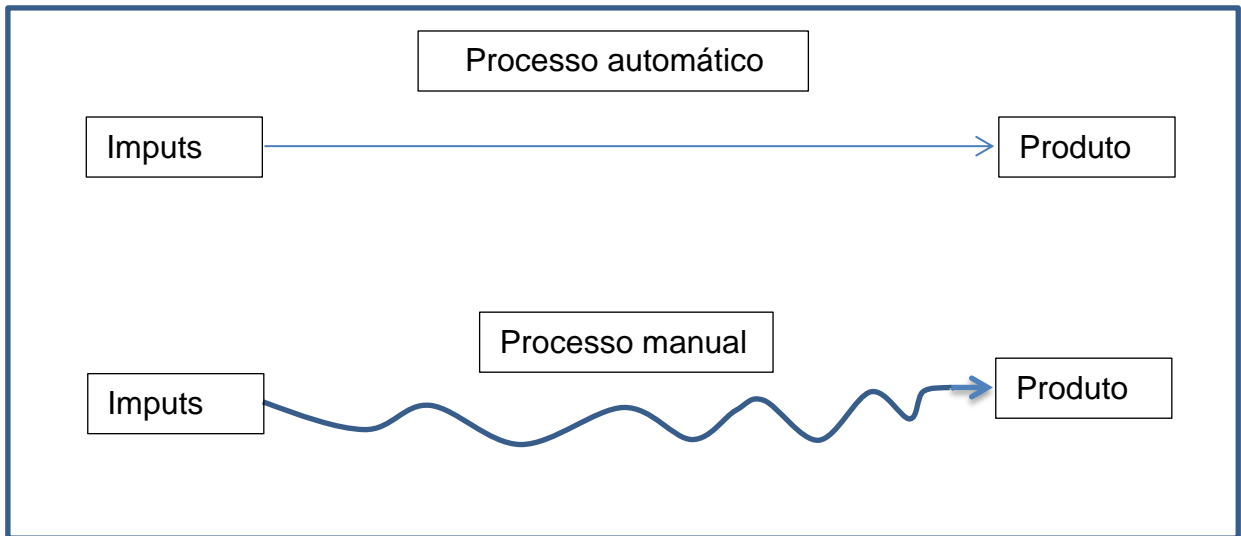 Processo automático
Imputs
Produto
Processo manual
Imputs
Produto